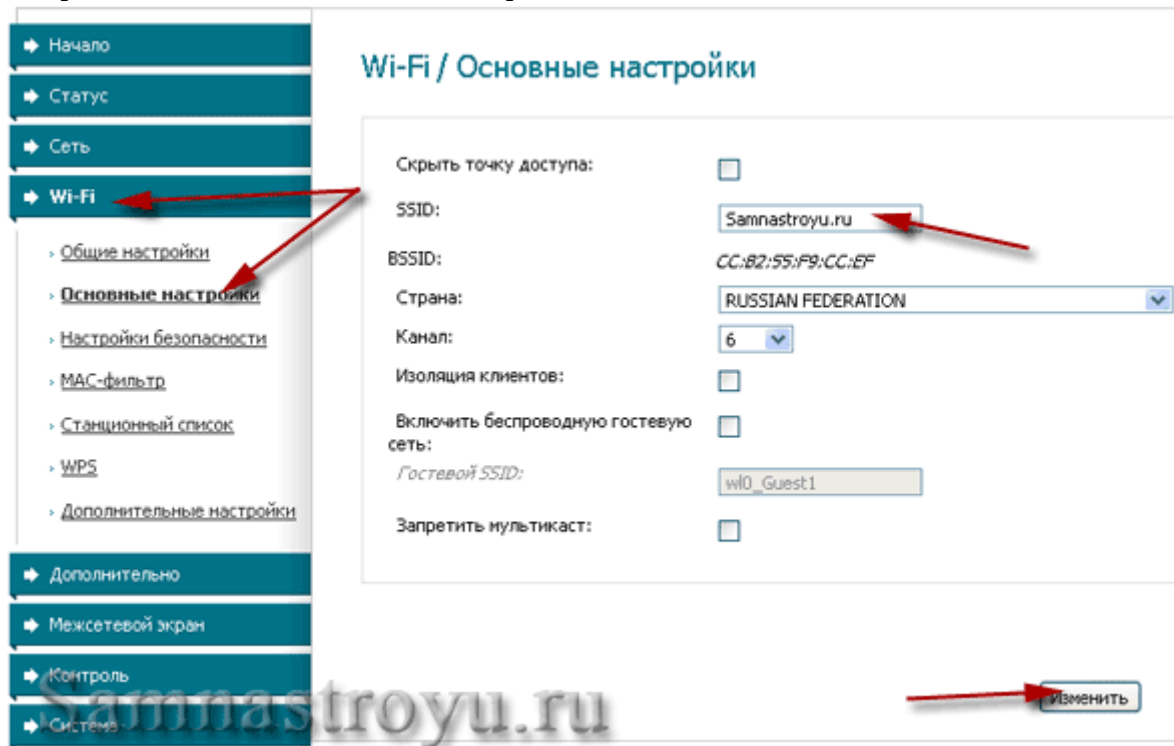 Начало
Статус
Сеть
Wi-Fi
Общие настройки
Основные настройки
Настройки безопасности
MAC-фильтр
Станционный список
WPS
Дополнительные настройки
Дополнительно
Межсетевой экран
Контроль
Система
Wi-Fi / Основные настройки
Скрыть точку доступа:
SSID:
Samnastroyu.ru
BSSID:
CC:B2:55:F9:CC:EF
Страна:
RUSSIAN FEDERATION
Канал:
6
Изоляция клиентов:
Включить беспроводную гостевую
сеть:
Гостевой SSID:
wl0_Guest1
Запретить мультикаст:
Изменить
Samnastroyu.ru